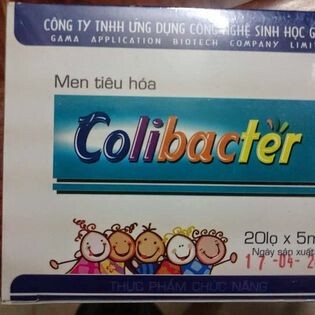 CÔNG TY TNHH ỨNG DỤNG CÔNG NGHỆ SINH HỌC G
GAMA APPLICATION BIOTECH COMPANY LIMI
Men tiêu hóa
Colibacter
20lọ x 5m
Ngày sản xuất
17-04-2
THỰC PHẨM CHỨC NĂNG